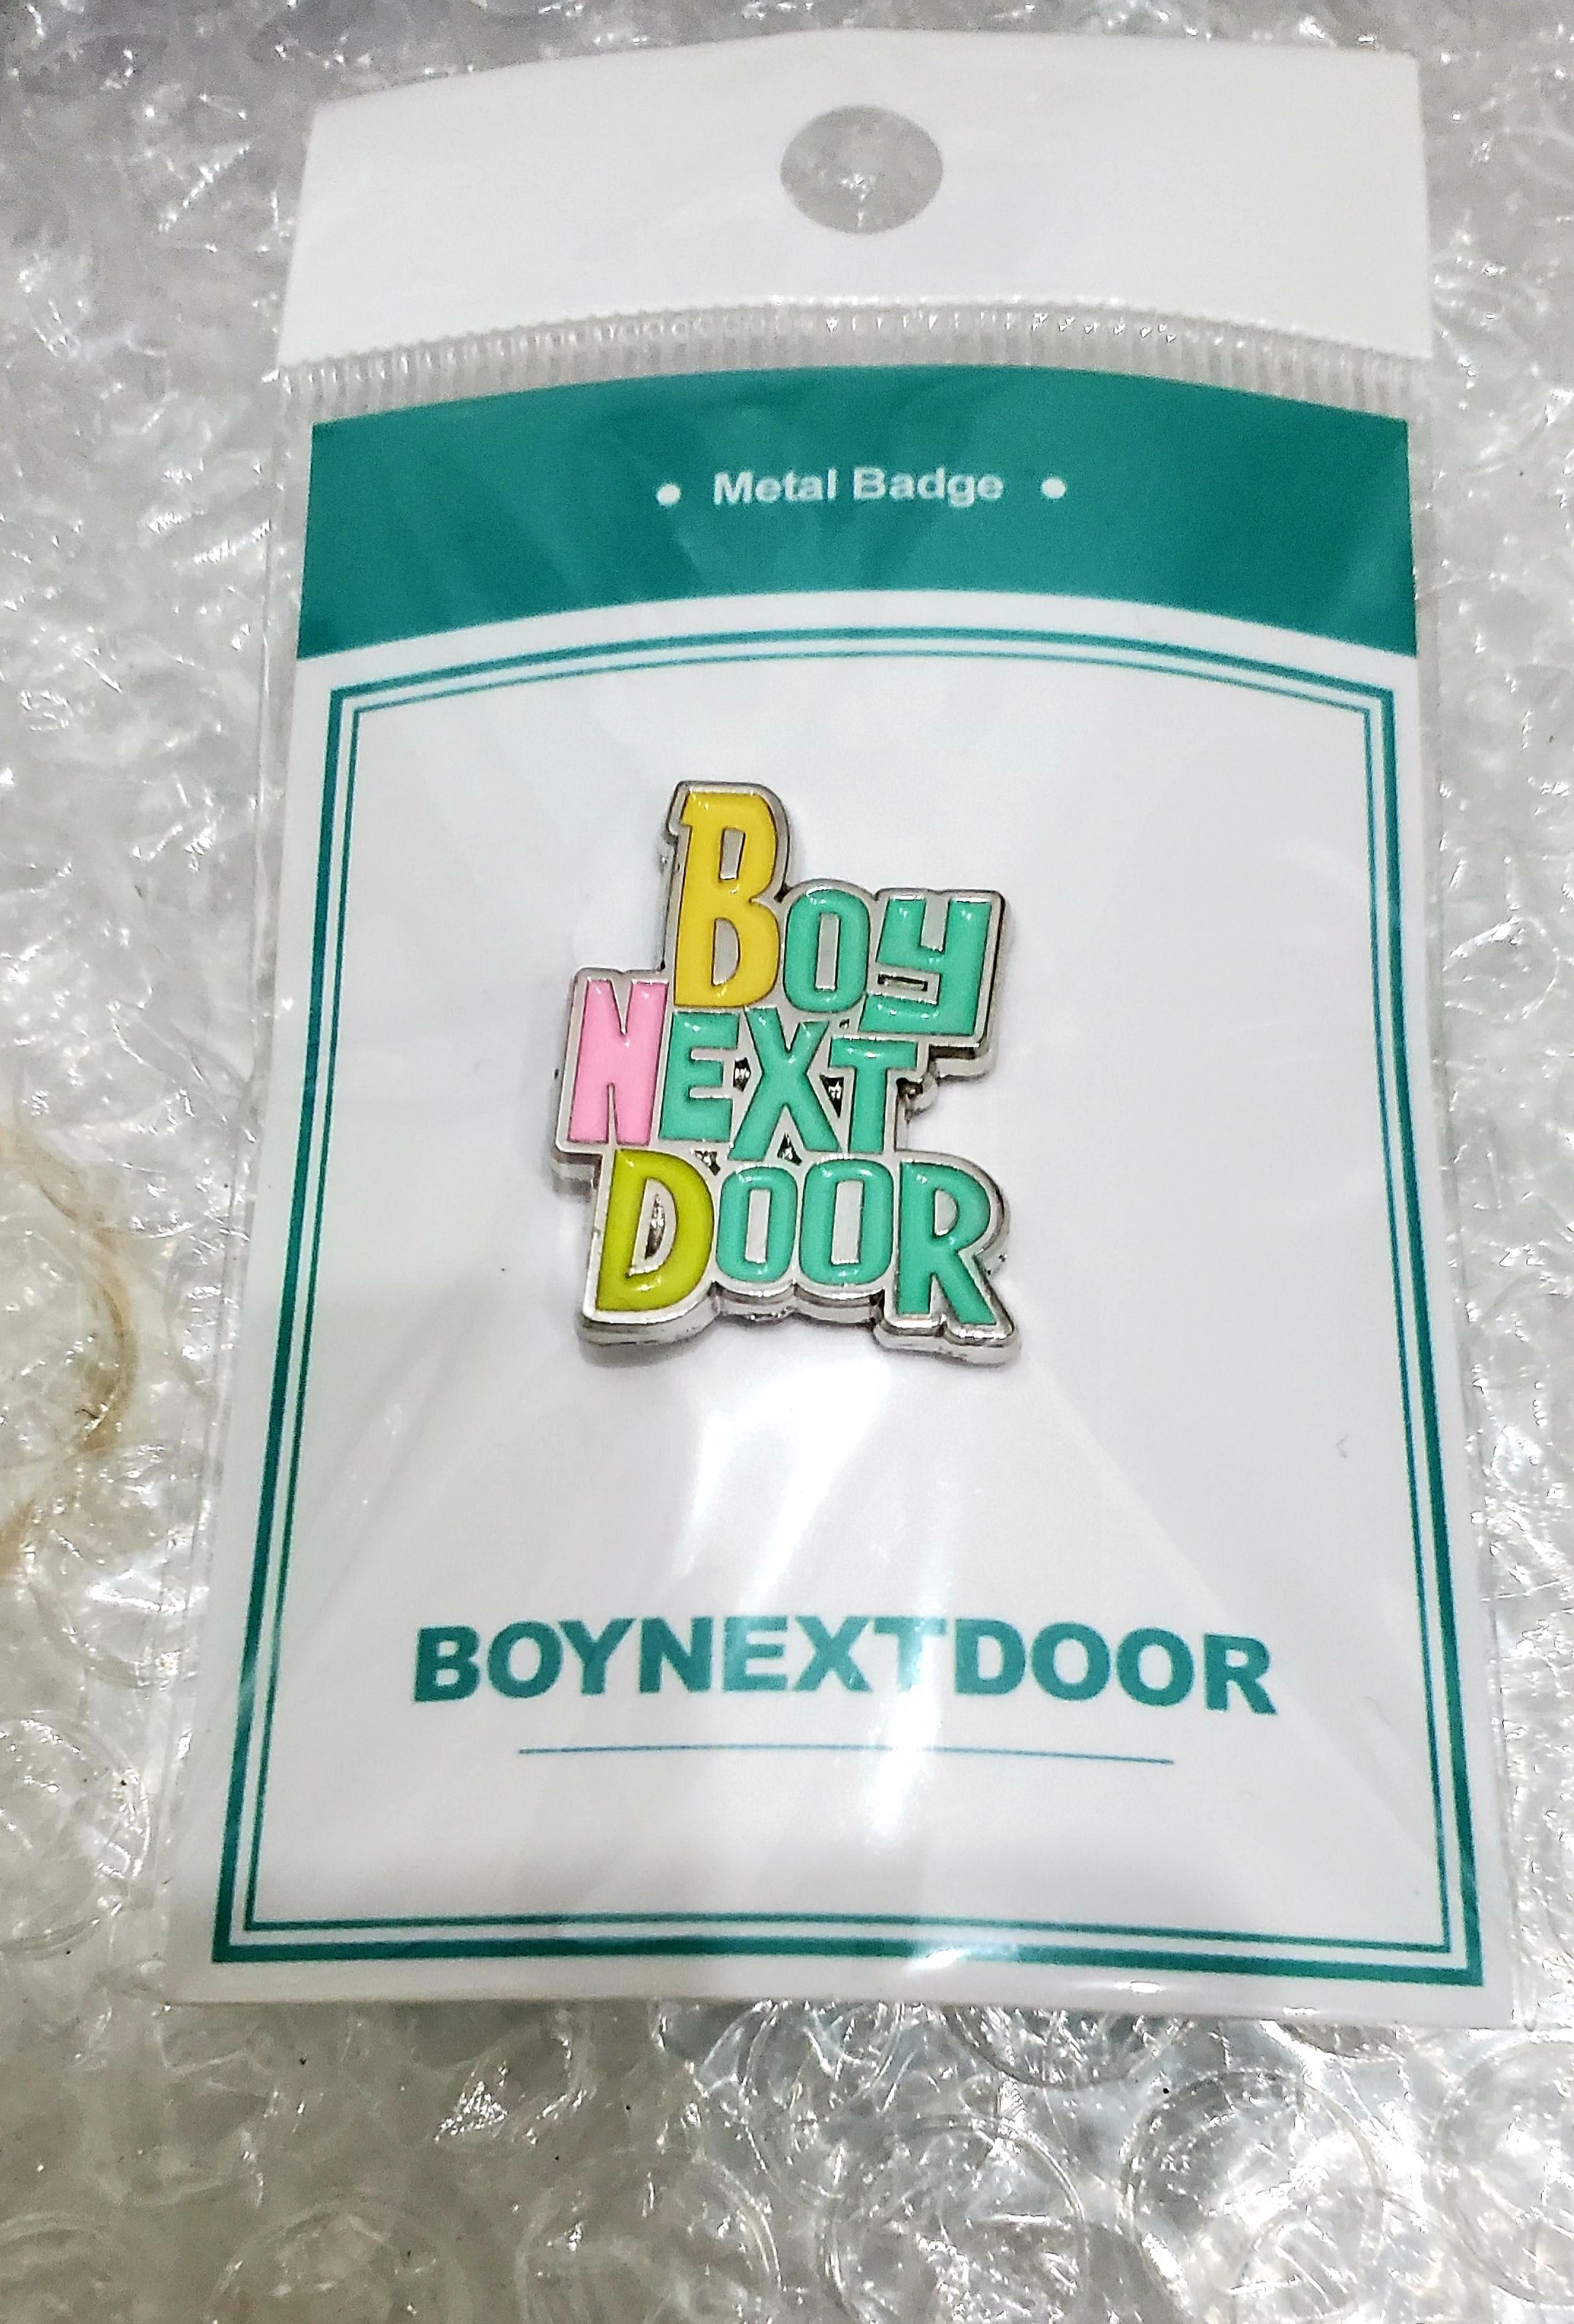 • Metal Badge •
BOY
NEXT
DOOR
BOYNEXTDOOR